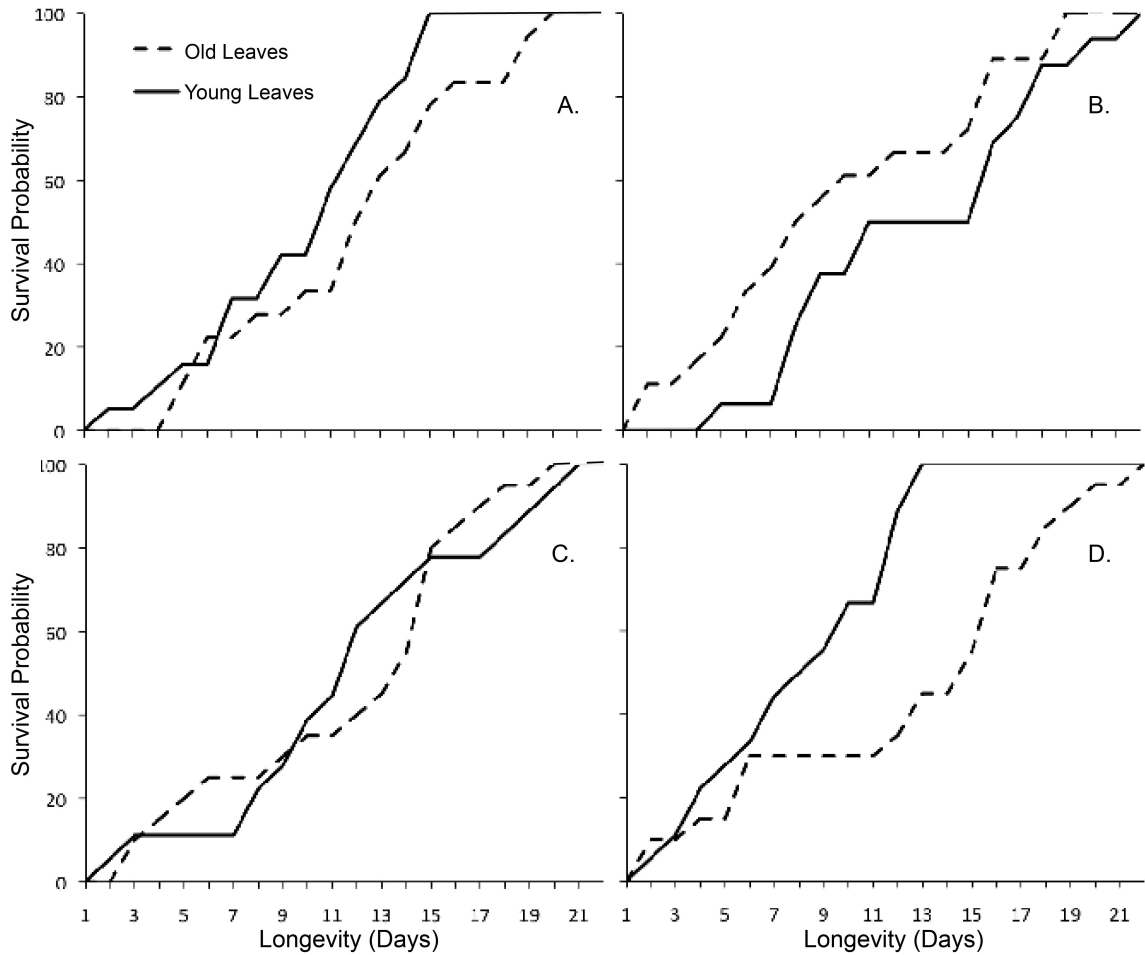 100
80
60
40
20
0
Survival Probability
Old Leaves
Young Leaves
A.
B.
100
80
60
40
20
0
Survival Probability
C.
D.
1 3 5 7 9 11 13 15 17 19 21
Longevity (Days)
1 3 5 7 9 11 13 15 17 19 21
Longevity (Days)